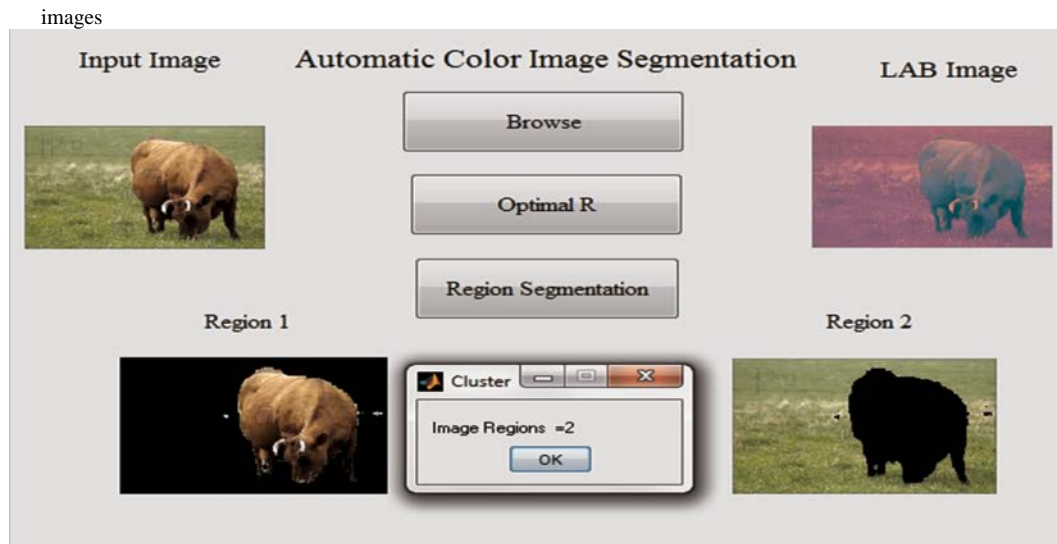 images
Input Image
Automatic Color Image Segmentation
LAB Image
Browse
Optimal R
Region Segmentation
Region 1
Region 2
Cluster
Image Regions =2
OK